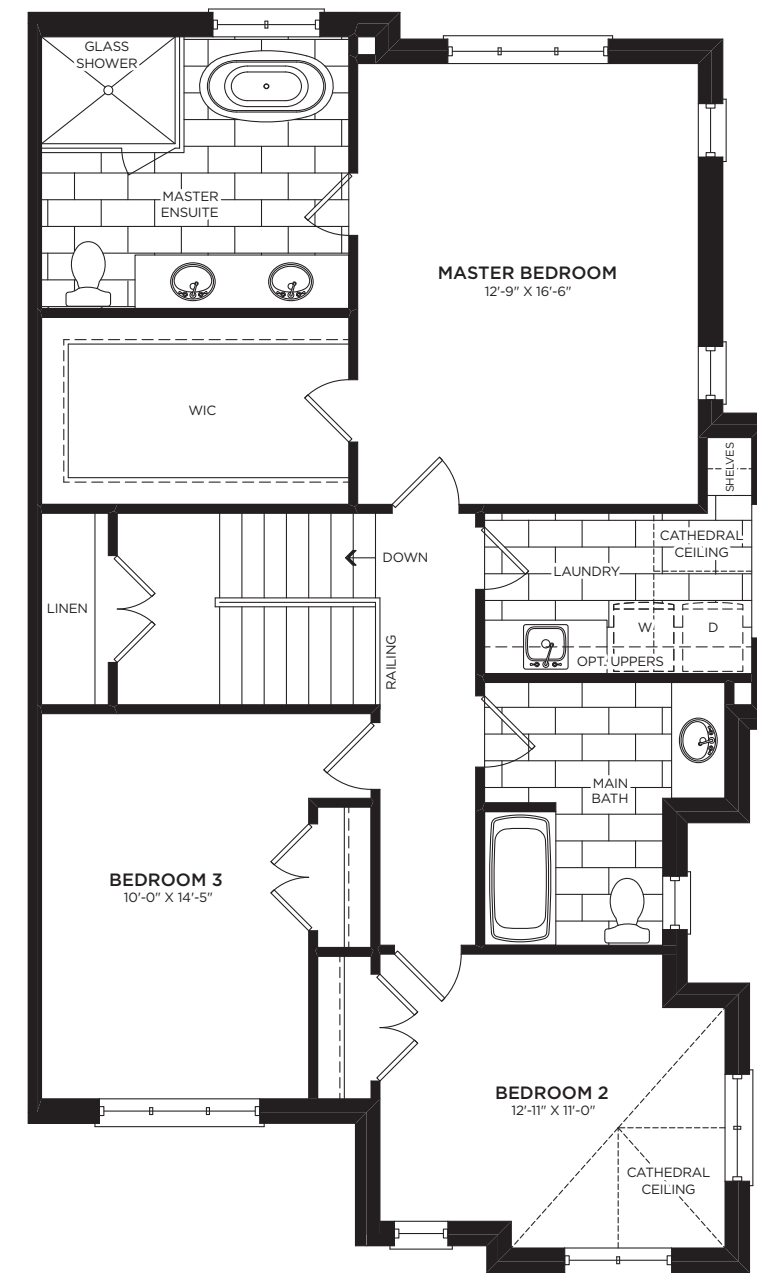 GLASS
SHOWER
MASTER
ENSUITE
MASTER BEDROOM
12'-9" X 16'-6"
WIC
SHELVES
CATHEDRAL
CEILING
DOWN
LAUNDRY
LINEN
W
D
RAILING
OPT. UPPERS
MAIN
BATH
BEDROOM 3
10'-0" X 14'-5"
BEDROOM 2
12'-11" X 11'-0"
CATHEDRAL
CEILING